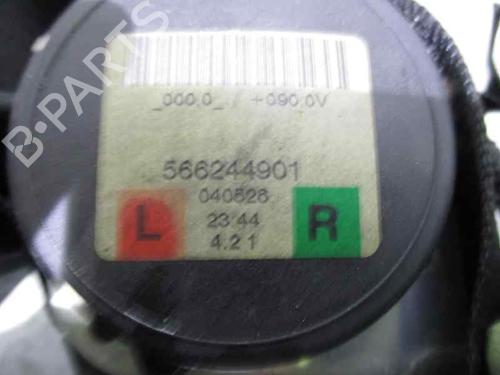 B-PARTS
_000,0_ / +090,0V
566244901
040526
23:44
L 4.2 1 R